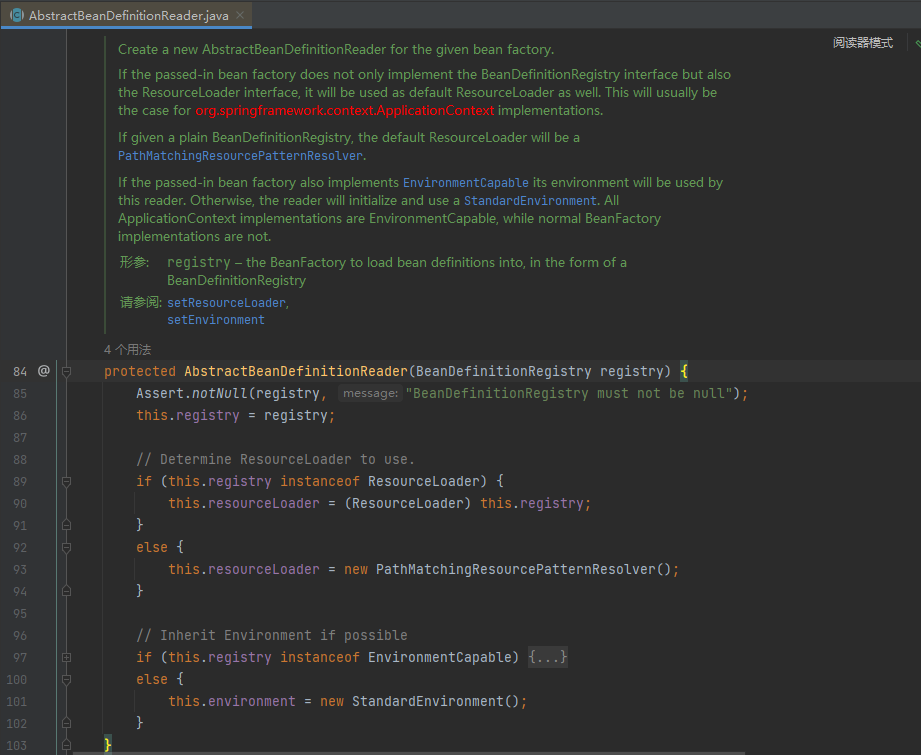 AbstractBeanDefinitionReader.java
阅读器模式
Create a new AbstractBeanDefinitionReader for the given bean factory.
If the passed-in bean factory does not only implement the BeanDefinitionRegistry interface but also
the ResourceLoader interface, it will be used as default ResourceLoader as well. This will usually be
the case for org.springframework.context.ApplicationContext implementations.
If given a plain BeanDefinitionRegistry, the default ResourceLoader will be a
PathMatchingResourcePatternResolver.
If the passed-in bean factory also implements EnvironmentCapable its environment will be used by
this reader. Otherwise, the reader will initialize and use a StandardEnvironment. All
ApplicationContext implementations are EnvironmentCapable, while normal BeanFactory
implementations are not.
形参: registry – the BeanFactory to load bean definitions into, in the form of a
BeanDefinitionRegistry
请参阅: setResourceLoader,
setEnvironment
4 个用法
84 @ protected AbstractBeanDefinitionReader(BeanDefinitionRegistry registry) {
85 Assert.notNull(registry, message: "BeanDefinitionRegistry must not be null");
86 this.registry = registry;
87
88 // Determine ResourceLoader to use.
89 if (this.registry instanceof ResourceLoader) {
90 this.resourceLoader = (ResourceLoader) this.registry;
91 }
92 else {
93 this.resourceLoader = new PathMatchingResourcePatternResolver();
94 }
95
96 // Inherit Environment if possible
97 if (this.registry instanceof EnvironmentCapable) {...}
100 else {
101 this.environment = new StandardEnvironment();
102 }
103 }